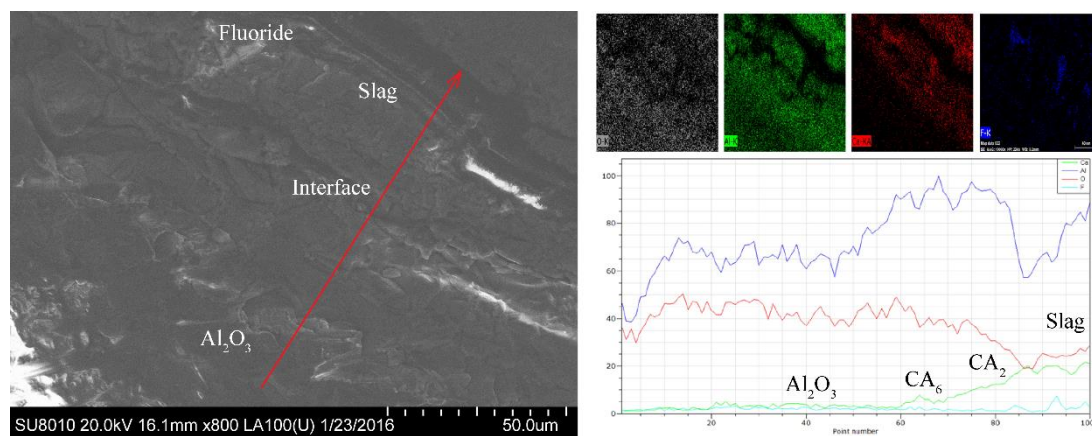 Fluoride
Slag
Interface
Al₂O₃
SU8010 20.0kV 16.1mm x800 LA100(U) 1/23/2016
50.0um
O-K
Al-K
F-K
Ca
Al
O
F
100
80
60
40
20
0
Al₂O₃
CA₆
CA₂
Slag
20
40
60
80
100
Point number